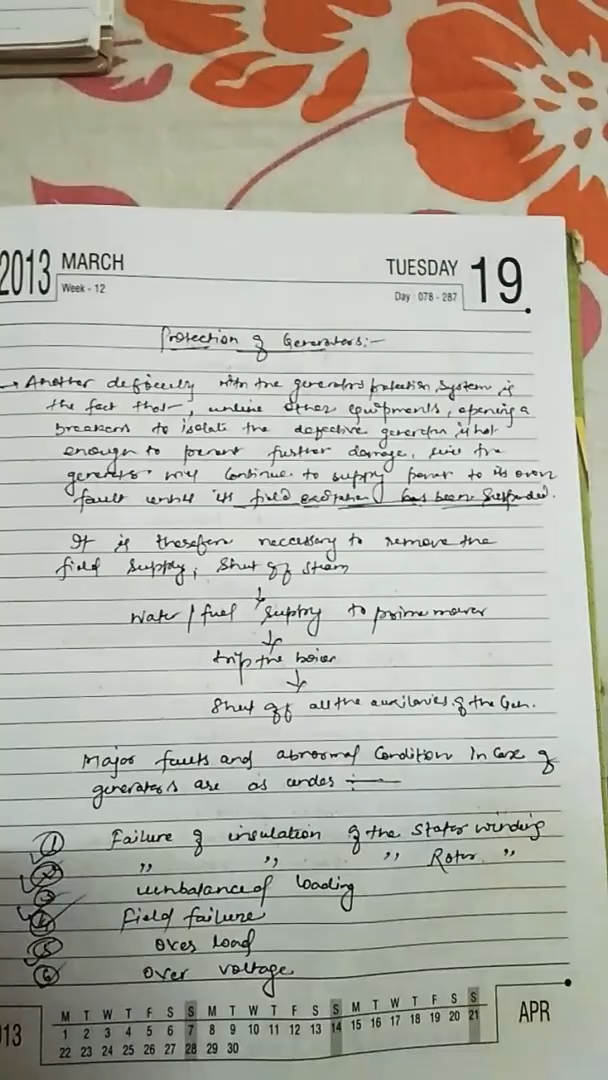 2013 MARCH TUESDAY 19
Week - 12 Day : 078 - 287
Protection of Generators:-
→ Another deficulty with the generators protection system is
the fact that, unlike other equipments, opening a
breakers to isolate the defective generator is not
enough to prevent further damage, since the
generator will continue to supply power to its own
fault until its field excitation has been suspended.
It is therefore neccessary to remove the
field supply, Shut off steam
↓
Water / fuel supply to prime mover
↓
trip the boiler
↓
Shut off all the auxilaries of the Gen.
Major faults and abnormal Condition in Case of
generators are as under :—
① Failure of insulation of the Stator winding
② ,, ,, ,, Rotor ,,
③ unbalance of loading
④ Field failure
⑤ over load
⑥ over voltage
M T W T F S S M T W T F S S M T W T F S S
013 1 2 3 4 5 6 7 8 9 10 11 12 13 14 15 16 17 18 19 20 21 APR
22 23 24 25 26 27 28 29 30